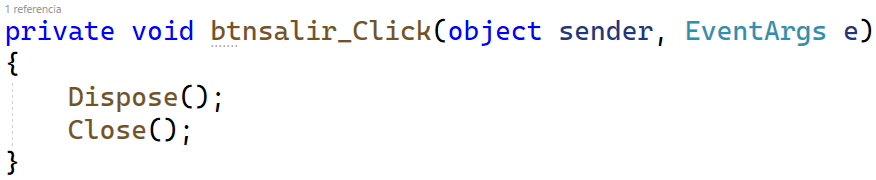 1 referencia
private void btnsalir_Click(object sender, EventArgs e)
{
    Dispose();
    Close();
}